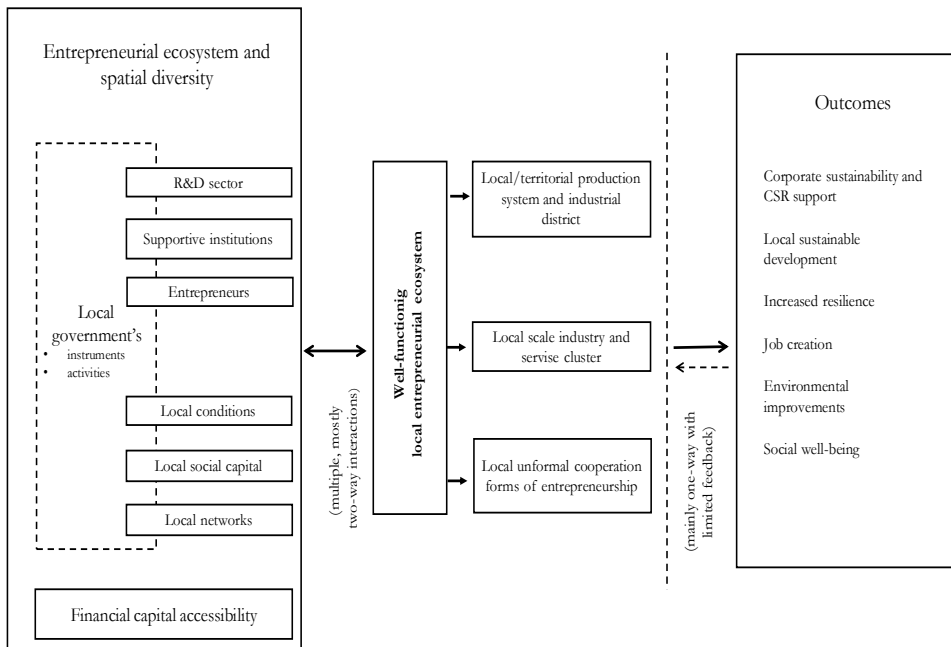 Entrepreneurial ecosystem and
spatial diversity
R&D sector
Supportive institutions
Entrepreneurs
Local
government's
• instruments
• activities
Local conditions
Local social capital
Local networks
Financial capital accessibility
(multiple, mostly
two-way interactions)
Well-functionig
local entrepreneurial ecosystem
Local/territorial production
system and industrial
district
Local scale industry and
servise cluster
Local unformal cooperation
forms of entrepreneurship
(mainly one-way with
limited feedback)
Outcomes
Corporate sustainability and
CSR support
Local sustainable
development
Increased resilience
Job creation
Environmental
improvements
Social well-being